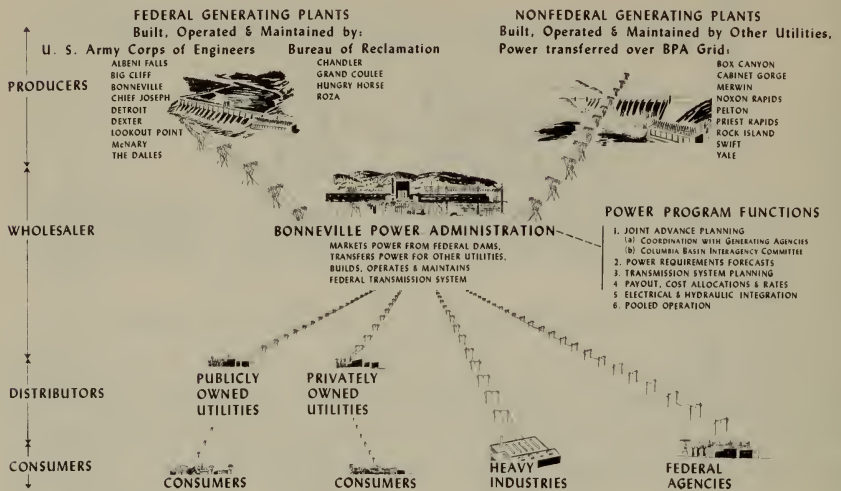 FEDERAL GENERATING PLANTS
Built, Operated & Maintained by:
U. S. Army Corps of Engineers
ALBENI FALLS
BIG CLIFF
BONNEVILLE
CHIEF JOSEPH
DETROIT
DEXTER
LOOKOUT POINT
McNARY
THE DALLES
Bureau of Reclamation
CHANDLER
GRAND COULEE
HUNGRY HORSE
ROZA
NONFEDERAL GENERATING PLANTS
Built, Operated & Maintained by Other Utilities,
Power transferred over BPA Grid:
BOX CANYON
CABINET GORGE
MERWIN
NOXON RAPIDS
PELTON
PRIEST RAPIDS
ROCK ISLAND
SWIFT
YALE
PRODUCERS
WHOLESALER
BONNEVILLE POWER ADMINISTRATION
MARKETS POWER FROM FEDERAL DAMS,
TRANSFERS POWER FOR OTHER UTILITIES,
BUILDS, OPERATES & MAINTAINS
FEDERAL TRANSMISSION SYSTEM
POWER PROGRAM FUNCTIONS
1. JOINT ADVANCE PLANNING
(a) COORDINATION WITH GENERATING AGENCIES
(b) COLUMBIA BASIN INTERAGENCY COMMITTEE
2. POWER REQUIREMENTS FORECASTS
3. TRANSMISSION SYSTEM PLANNING
4 PAYOUT, COST ALLOCATIONS & RATES
5 ELECTRICAL & HYDRAULIC INTEGRATION
6. POOLED OPERATION
DISTRIBUTORS
PUBLICLY
OWNED
UTILITIES
PRIVATELY
OWNED
UTILITIES
CONSUMERS
CONSUMERS
CONSUMERS
HEAVY
INDUSTRIES
FEDERAL
AGENCIES